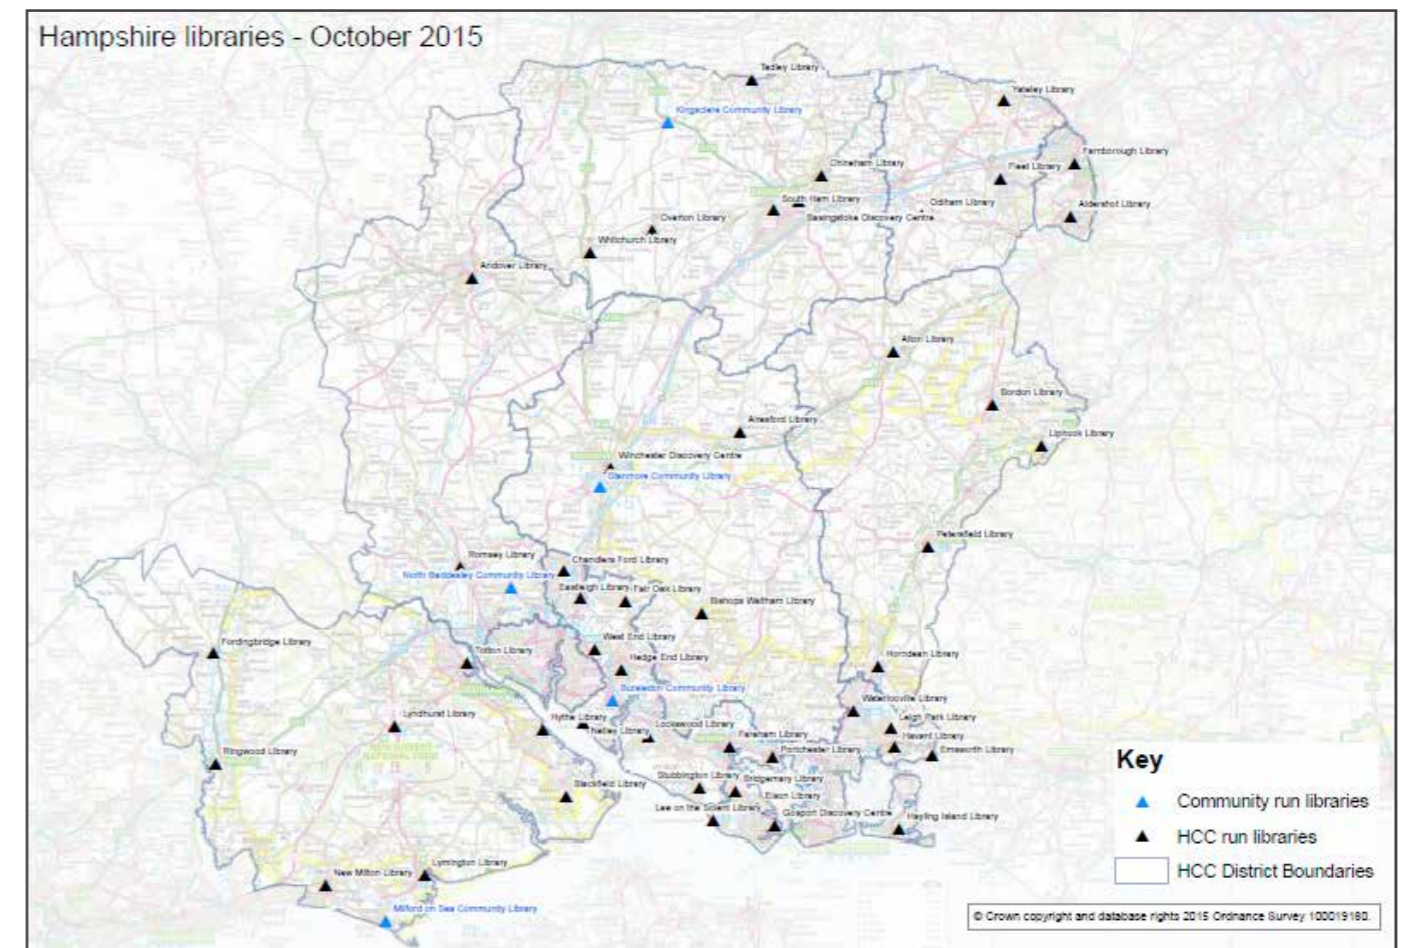 Hampshire libraries - October 2015
Tadley Library
Yateley Library
Kingsclere Community Library
Farnborough Library
Chineham Library
Fleet Library
South Ham Library
Odiham Library
Aldershot Library
Overton Library
Basingstoke Discovery Centre
Whitchurch Library
Andover Library
Alton Library
Bordon Library
Alresford Library
Liphook Library
Winchester Discovery Centre
Stanmore Community Library
Petersfield Library
Romsey Library
Chandlers Ford Library
North Baddesley Community Library
Eastleigh Library
Fair Oak Library
Bishops Waltham Library
Fordingbridge Library
West End Library
Totton Library
Hedge End Library
Horndean Library
Bursledon Community Library
Waterlooville Library
Lyndhurst Library
Hythe Library
Netley Library
Lockswood Library
Leigh Park Library
Fareham Library
Havant Library
Ringwood Library
Portchester Library
Emsworth Library
Stubbington Library
Bridgemary Library
Blackfield Library
Elson Library
Lee on the Solent Library
Gosport Discovery Centre
Hayling Island Library
Lymington Library
New Milton Library
Milford on Sea Community Library
Key
Community run libraries
HCC run libraries
HCC District Boundaries
© Crown copyright and database rights 2015 Ordnance Survey 100019180.